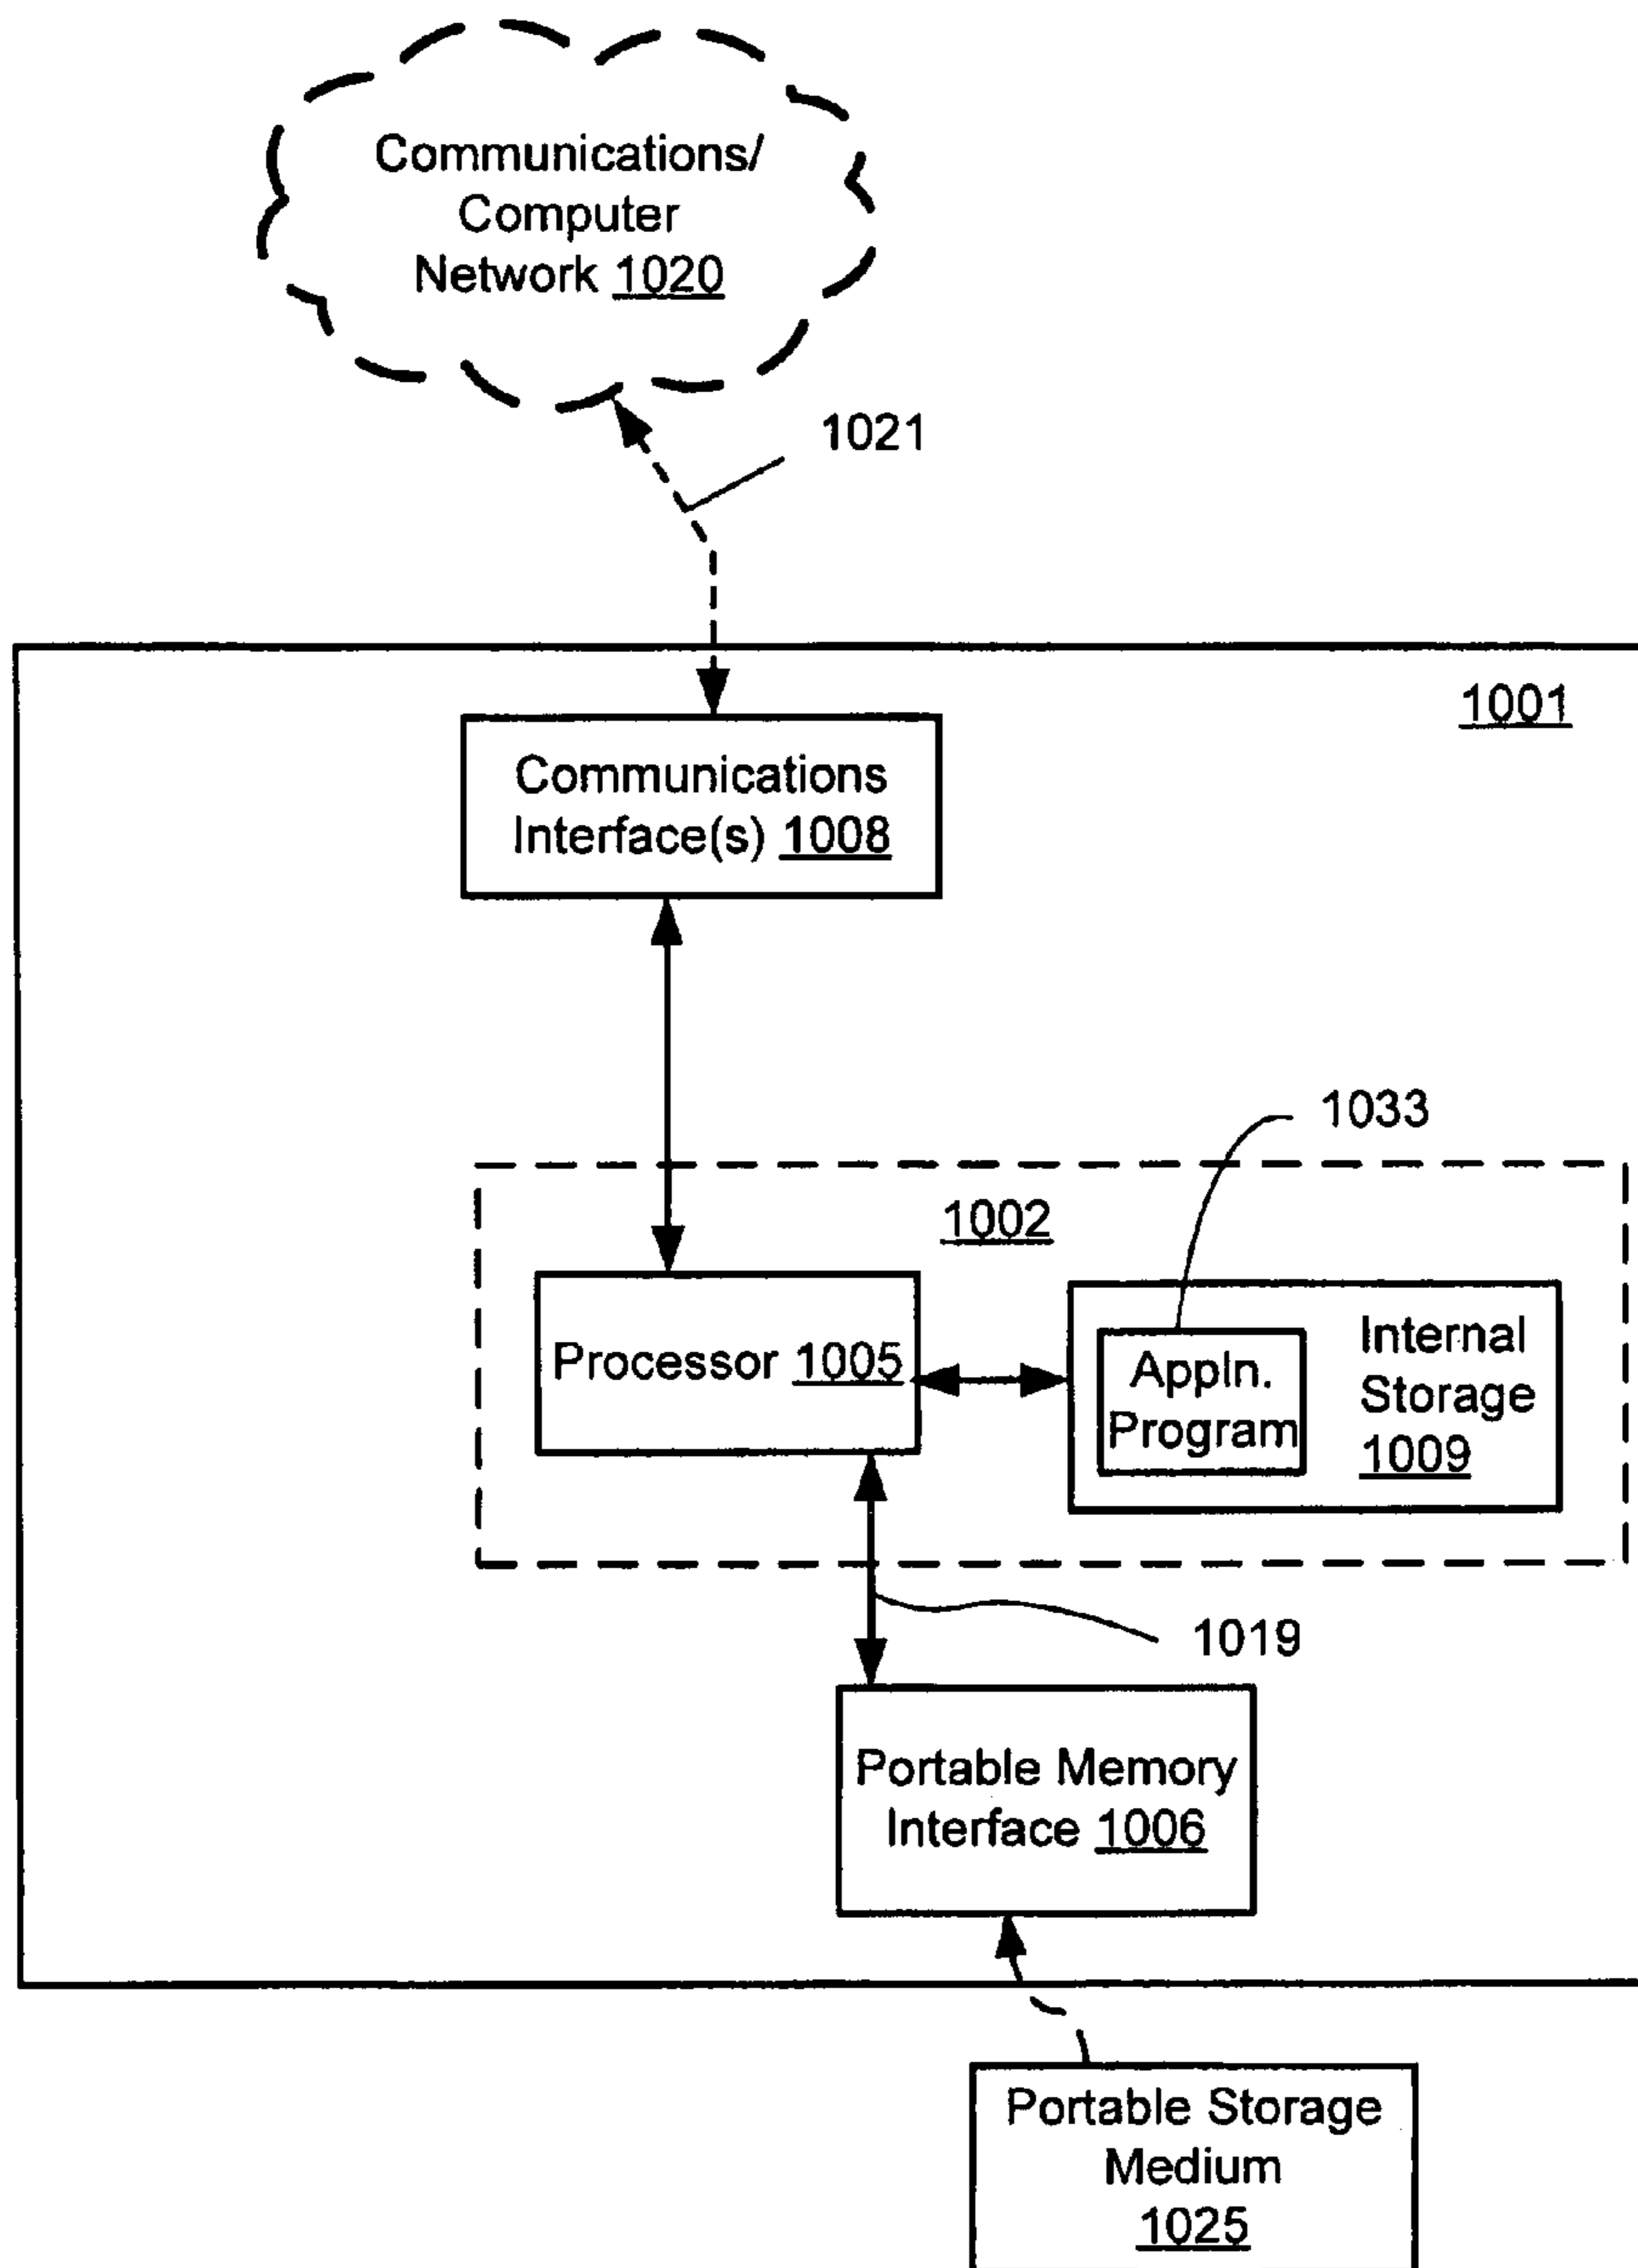 Communications/
Computer
Network 1020
1021
1001
Communications
Interface(s) 1008
1033
1002
Processor 1005
Appln.
Program
Internal
Storage
1009
1019
Portable Memory
Interface 1006
Portable Storage
Medium
1025